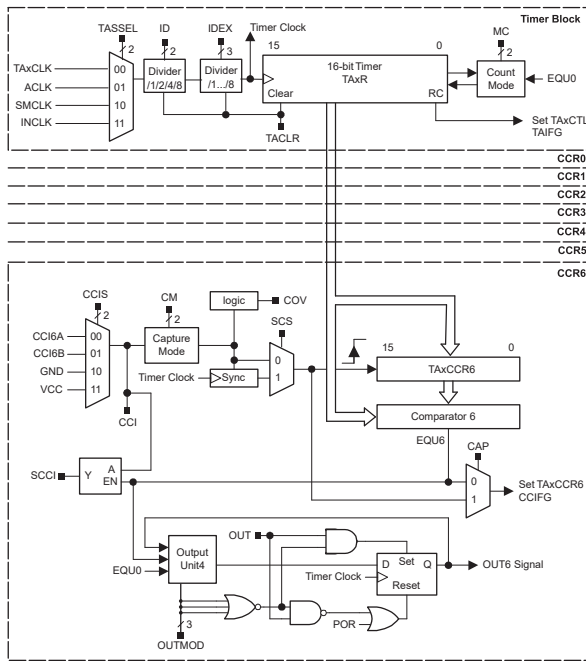 Timer Block
TASSEL
ID
IDEX
Timer Clock
15
0
MC
2
2
3
2
TAxCLK
ACLK
SMCLK
INCLK
00
01
10
11
Divider
/1/2/4/8
Divider
/1.../8
16-bit Timer
TAxR
Clear
RC
Count
Mode
EQU0
TACLR
Set TAxCTL
TAIFG
CCR0
CCR1
CCR2
CCR3
CCR4
CCR5
CCR6
CCIS
2
CM
2
logic
COV
SCS
CCI6A
CCI6B
GND
VCC
00
01
10
11
Capture
Mode
Timer Clock
Sync
0
1
15
0
TAxCCR6
Comparator 6
CCI
EQU6
CAP
SCCI
Y
A
EN
0
1
Set TAxCCR6
CCIFG
OUT
Output
Unit4
EQU0
D
Set
Q
Timer Clock
Reset
OUT6 Signal
POR
3
OUTMOD